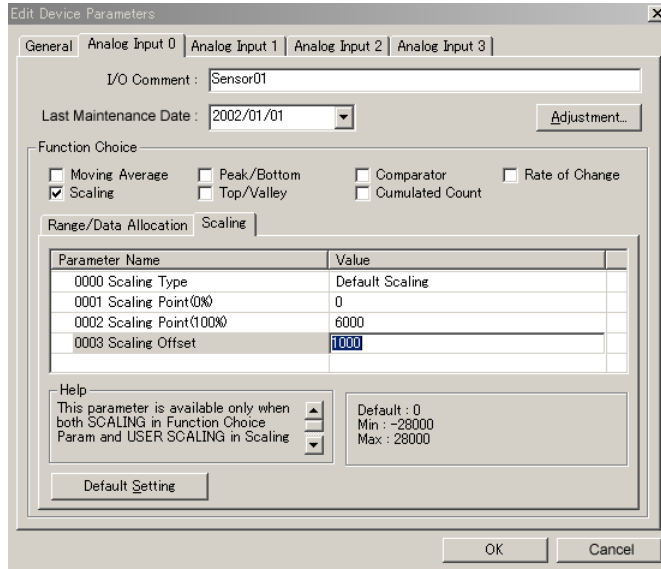 Edit Device Parameters
General Analog Input 0 Analog Input 1 Analog Input 2 Analog Input 3
I/O Comment : Sensor01
Last Maintenance Date : 2002/01/01 Adjustment...
Function Choice
Moving Average Peak/Bottom Comparator Rate of Change
Scaling Top/Valley Cumulated Count
Range/Data Allocation Scaling
Parameter Name Value
0000 Scaling Type Default Scaling
0001 Scaling Point(0%) 0
0002 Scaling Point(100%) 6000
0003 Scaling Offset 1000
Help
This parameter is available only when
both SCALING in Function Choice
Param and USER SCALING in Scaling
Default : 0
Min : -28000
Max : 28000
Default Setting
OK Cancel